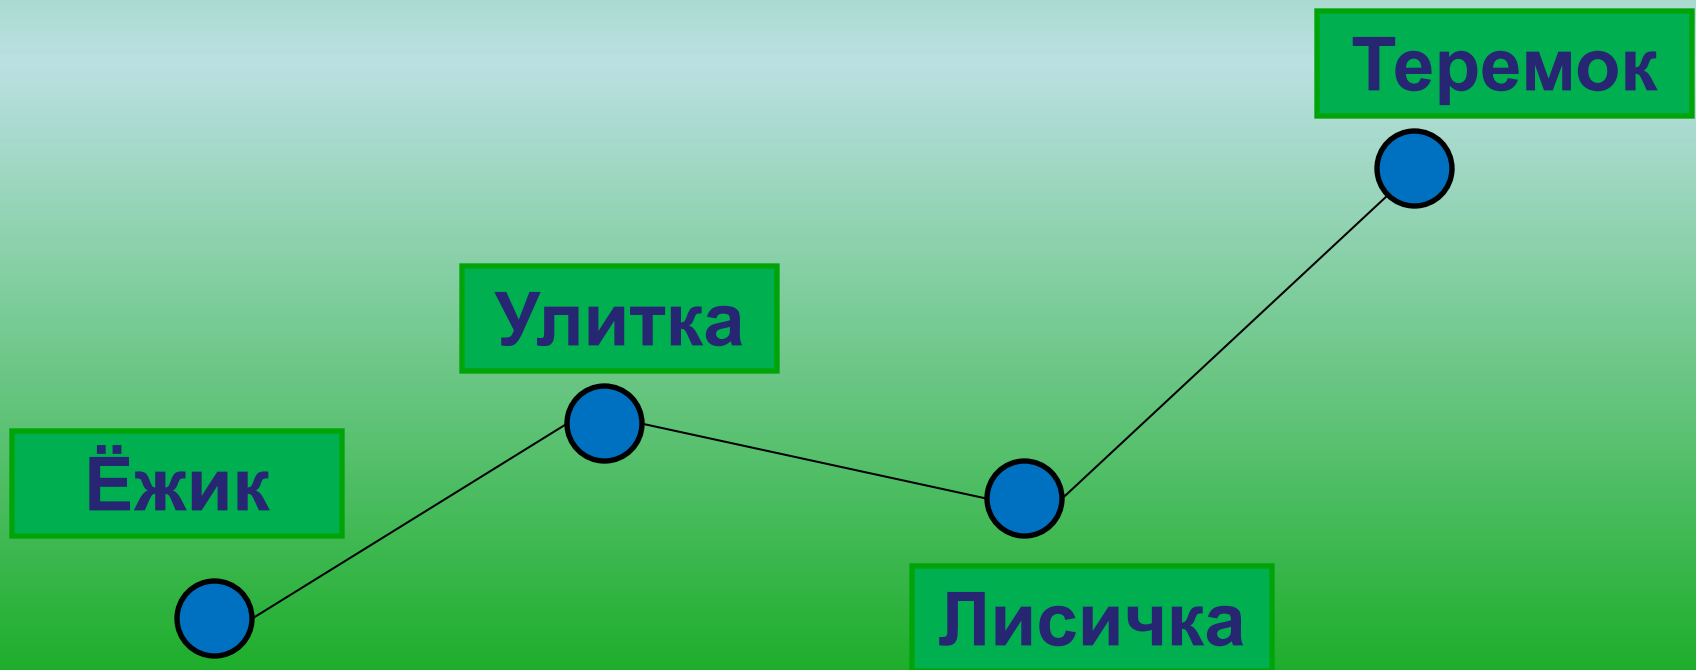 Теремок
Улитка
Ёжик
Лисичка